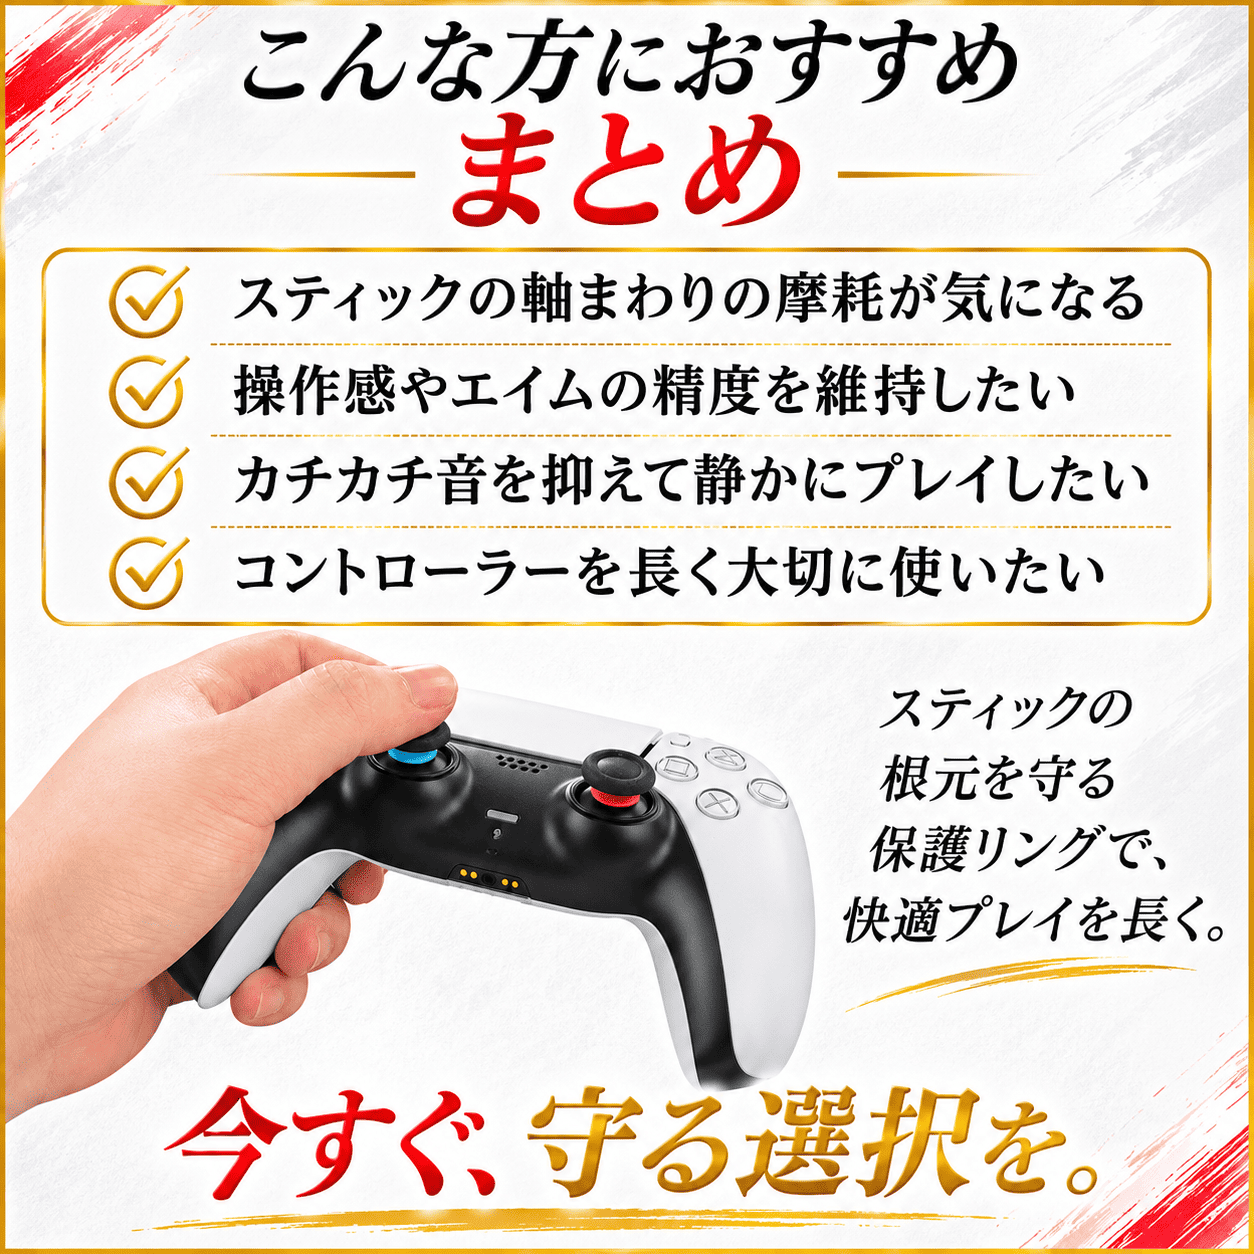 こんな方におすすめ
まとめ
スティックの軸まわりの摩耗が気になる
操作感やエイムの精度を維持したい
カチカチ音を抑えて静かにプレイしたい
コントローラーを長く大切に使いたい
スティックの
根元を守る
保護リングで、
快適プレイを長く。
今すぐ、守る選択を。